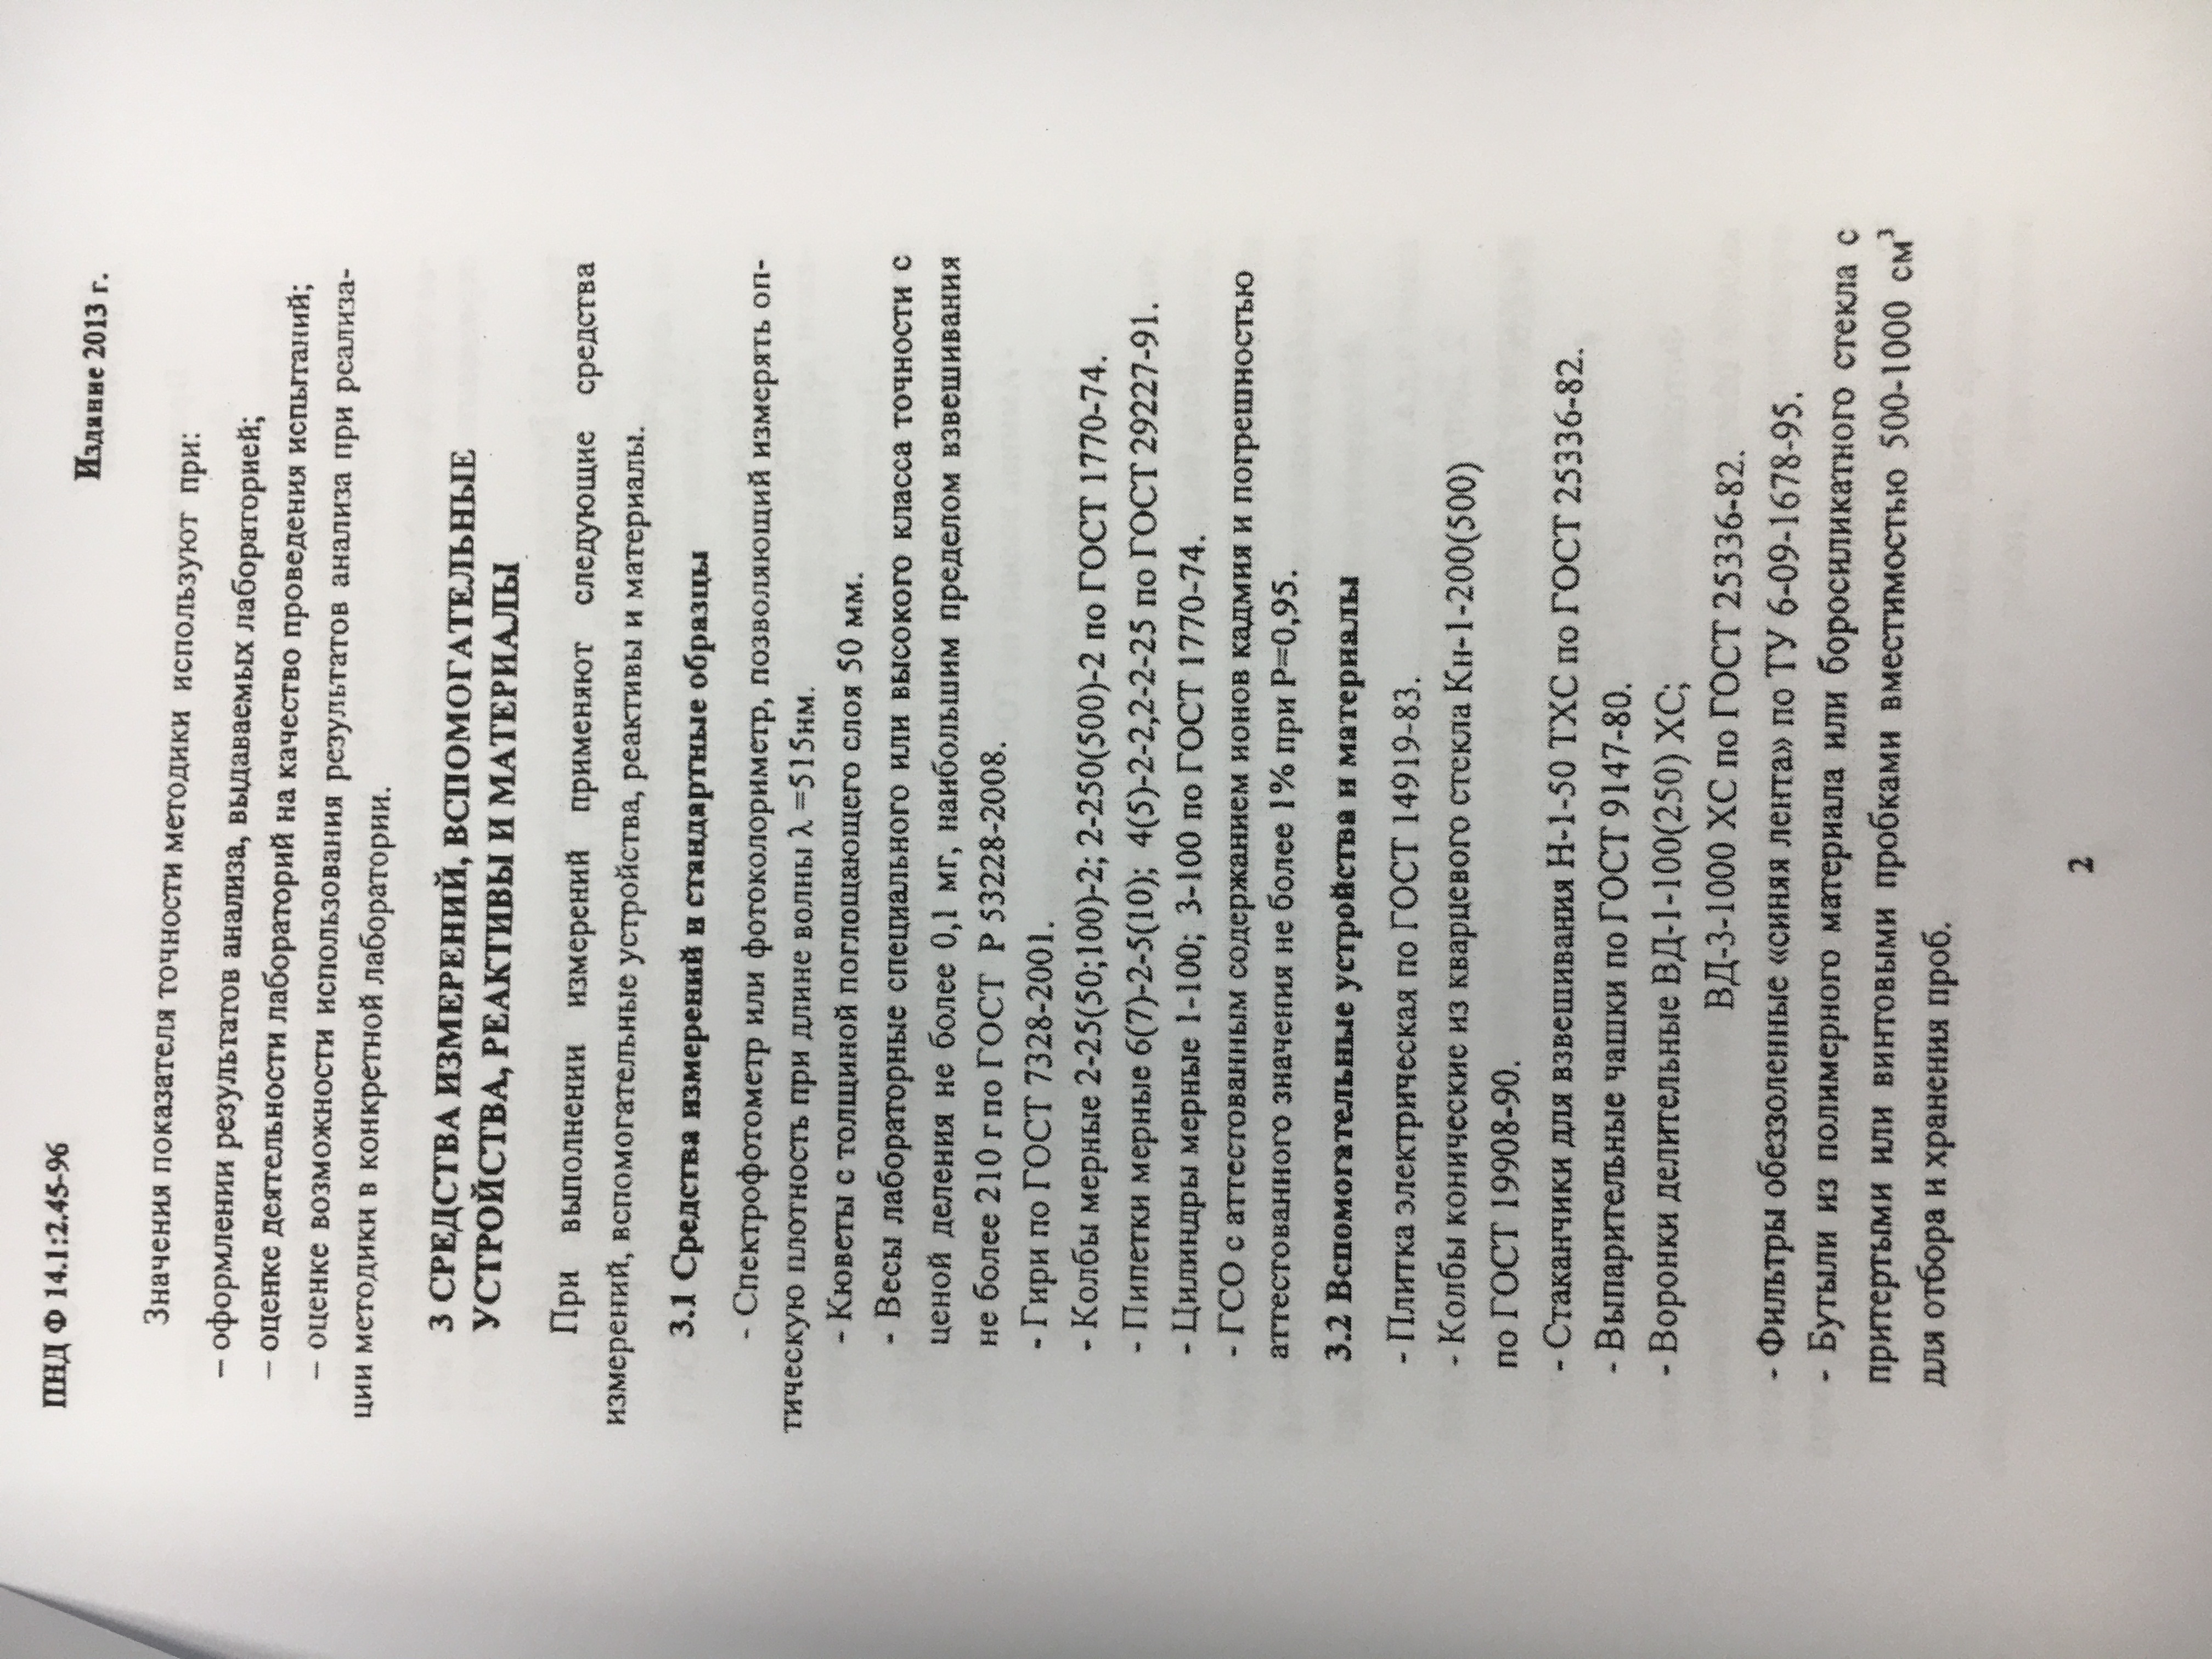 ПНД Ф 14.1:2.45-96
Издание 2013 г.
Значения показателя точности методики используют при:
– оформлении результатов анализа, выдаваемых лабораторией;
– оценке деятельности лабораторий на качество проведения испытаний;
– оценке возможности использования результатов анализа при реализа-
ции методики в конкретной лаборатории.
3 СРЕДСТВА ИЗМЕРЕНИЙ, ВСПОМОГАТЕЛЬНЫЕ
УСТРОЙСТВА, РЕАКТИВЫ И МАТЕРИАЛЫ
При выполнении измерений применяют следующие средства
измерений, вспомогательные устройства, реактивы и материалы.
3.1 Средства измерений и стандартные образцы
- Спектрофотометр или фотоколориметр, позволяющий измерять оп-
тическую плотность при длине волны λ =515нм.
- Кюветы с толщиной поглощающего слоя 50 мм.
- Весы лабораторные специального или высокого класса точности с
ценой деления не более 0,1 мг, наибольшим пределом взвешивания
не более 210 г по ГОСТ Р 53228-2008.
- Гири по ГОСТ 7328-2001.
- Колбы мерные 2-25(50;100)-2; 2-250(500)-2 по ГОСТ 1770-74.
- Пипетки мерные 6(7)-2-5(10); 4(5)-2-2,2-2-25 по ГОСТ 29227-91.
- Цилиндры мерные 1-100; 3-100 по ГОСТ 1770-74.
- ГСО с аттестованным содержанием ионов кадмия и погрешностью
аттестованного значения не более 1% при Р=0,95.
3.2 Вспомогательные устройства и материалы
- Плитка электрическая по ГОСТ 14919-83.
- Колбы конические из кварцевого стекла Кн-1-200(500)
по ГОСТ 19908-90.
- Стаканчики для взвешивания Н-1-50 ТХС по ГОСТ 25336-82.
- Выпарительные чашки по ГОСТ 9147-80.
- Воронки делительные ВД-1-100(250) ХС;
ВД-3-1000 ХС по ГОСТ 25336-82.
- Фильтры обеззоленные «синяя лента» по ТУ 6-09-1678-95.
- Бутыли из полимерного материала или боросиликатного стекла с
притертыми или винтовыми пробками вместимостью 500-1000 см³
для отбора и хранения проб.
2